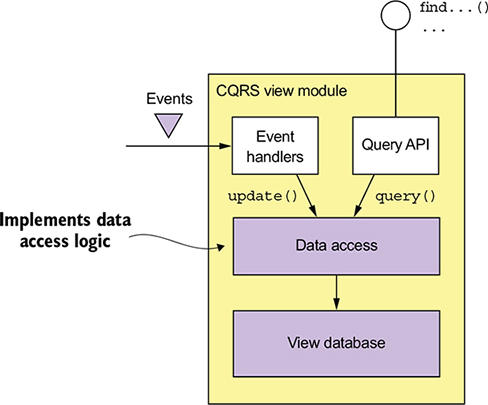 find...()
...
Events
CQRS view module
Event
handlers
Query API
update()
query()
Implements data
access logic
Data access
View database